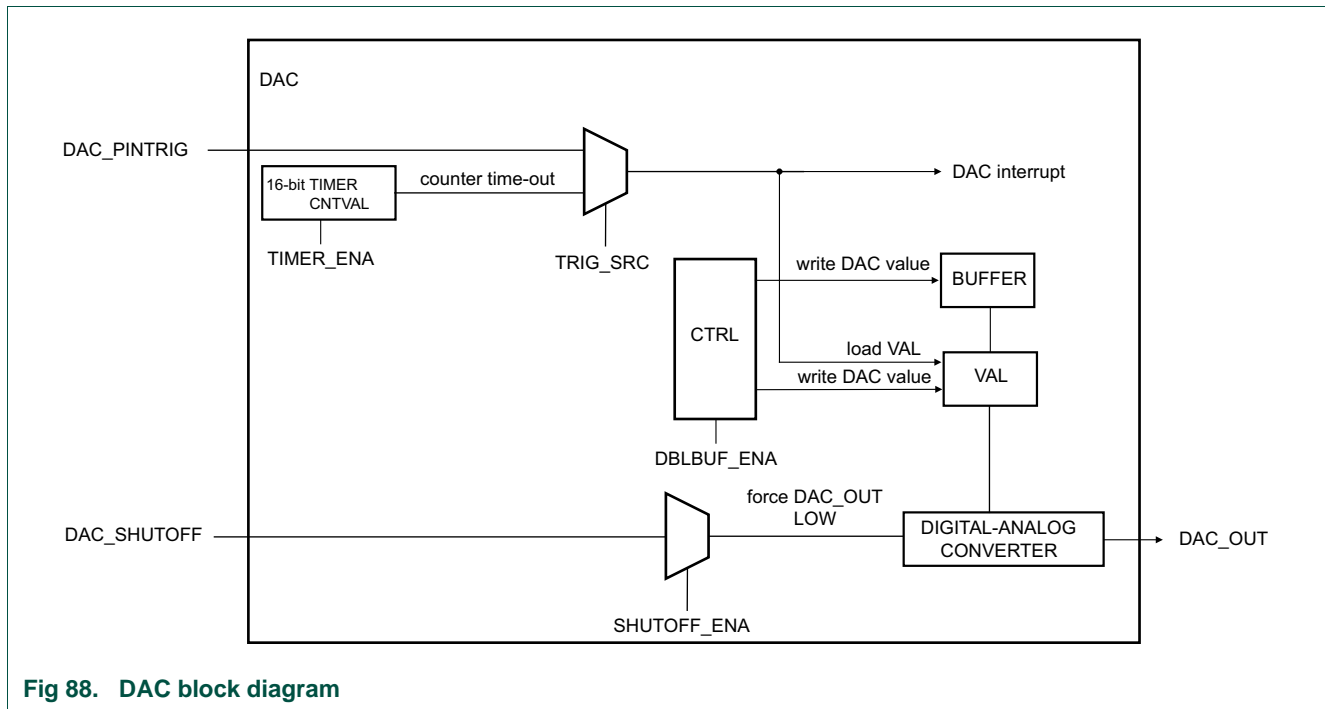 DAC
DAC_PINTRIG
16-bit TIMER
CNTVAL
counter time-out
DAC interrupt
TIMER_ENA
TRIG_SRC
write DAC value
BUFFER
CTRL
load VAL
write DAC value
VAL
DBLBUF_ENA
force DAC_OUT
LOW
DAC_SHUTOFF
DIGITAL-ANALOG
CONVERTER
DAC_OUT
SHUTOFF_ENA
Fig 88. DAC block diagram